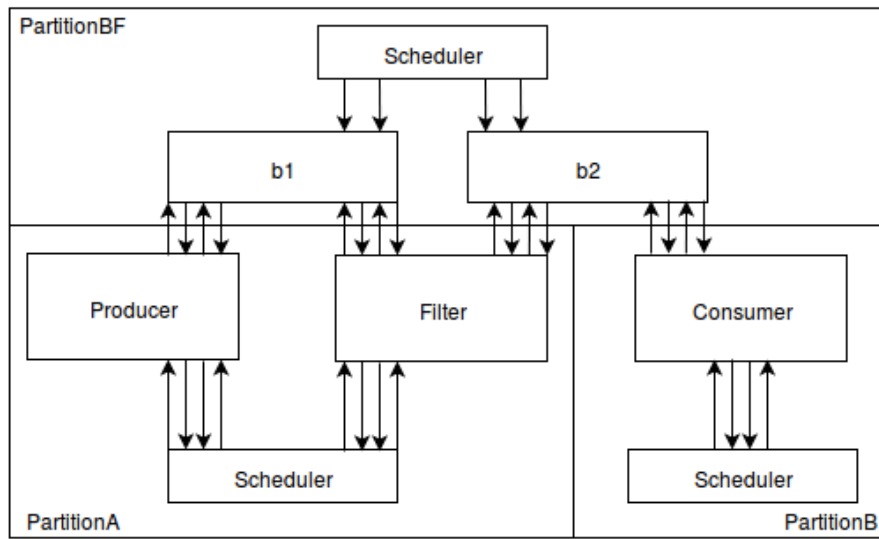 PartitionBF
Scheduler
b1
b2
Producer
Filter
Consumer
Scheduler
Scheduler
PartitionA
PartitionB